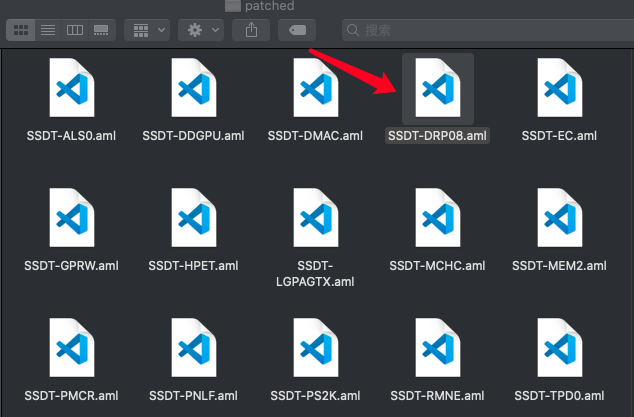 patched
搜索
SSDT-ALS0.aml
SSDT-DDGPU.aml
SSDT-DMAC.aml
SSDT-DRP08.aml
SSDT-EC.aml
SSDT-GPRW.aml
SSDT-HPET.aml
SSDT-
LGPAGTX.aml
SSDT-MCHC.aml
SSDT-MEM2.aml
SSDT-PMCR.aml
SSDT-PNLF.aml
SSDT-PS2K.aml
SSDT-RMNE.aml
SSDT-TPD0.aml